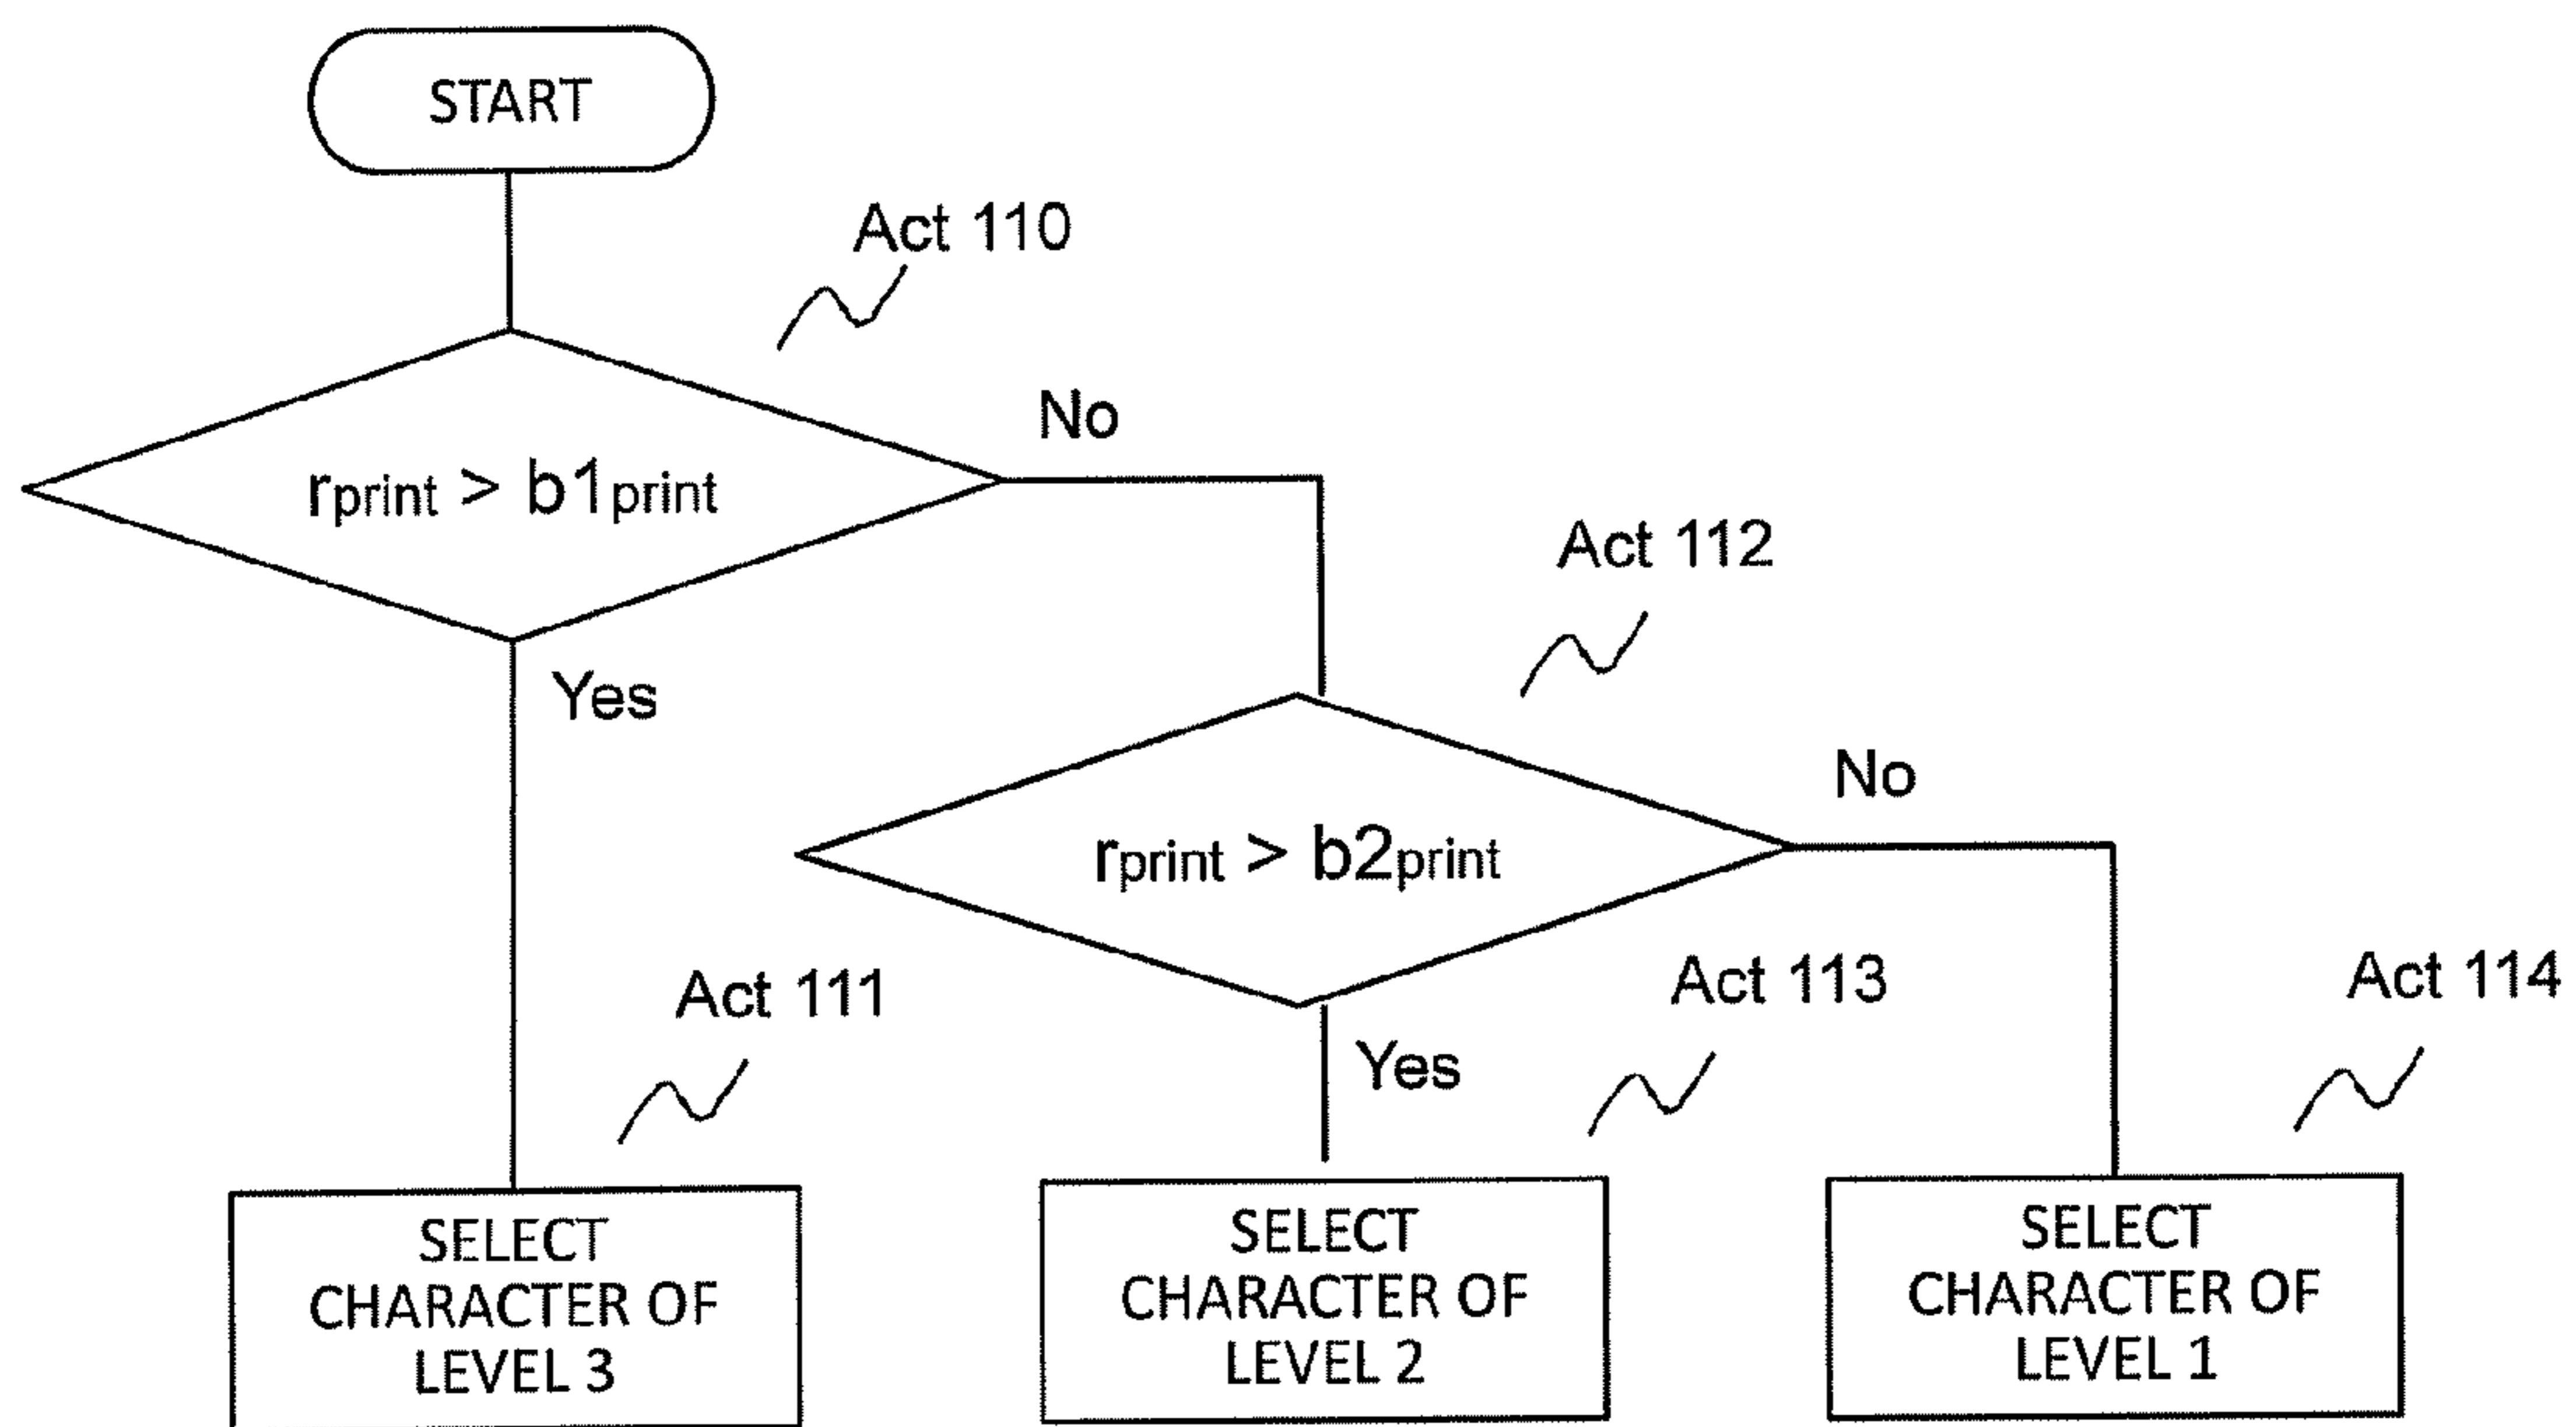 START
Act 110
No
rprint > b1print
Act 112
Yes
No
rprint > b2print
Act 111
Act 113
Act 114
Yes
SELECT
CHARACTER OF
LEVEL 3
SELECT
CHARACTER OF
LEVEL 2
SELECT
CHARACTER OF
LEVEL 1